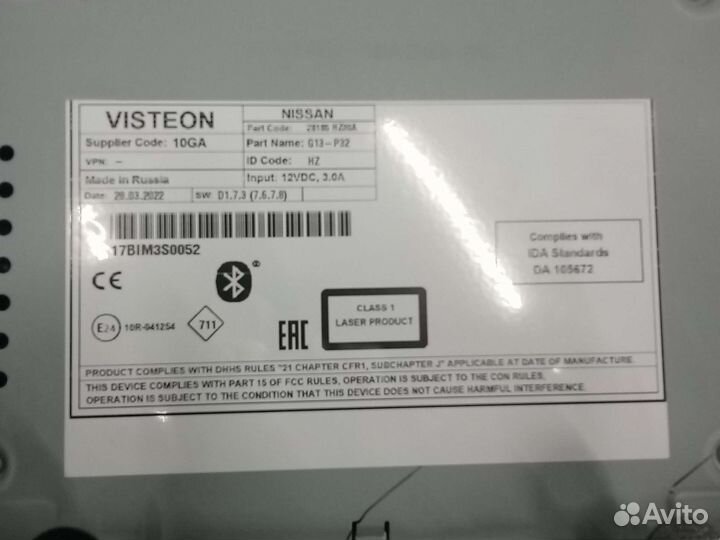 VISTEON
NISSAN
Supplier Code: 10GA
Part Code: 28185
VPN: –
Part Name: G13-P32
ID Code: HZ
Made in Russia
Input: 12VDC, 3.0A
Date: 28.03.2022
SW: D1.7.3 (7.6.7.8)
17BIM3S0052
Complies with
IDA Standards
DA 105672
CE
CLASS 1
LASER PRODUCT
E24
10R-041254
711
EAC
PRODUCT COMPLIES WITH DHHS RULES "21 CHAPTER CFR1, SUBCHAPTER J" APPLICABLE AT DATE OF MANUFACTURE.
THIS DEVICE COMPLIES WITH PART 15 OF FCC RULES, OPERATION IS SUBJECT TO THE CON RULES.
OPERATION IS SUBJECT TO THE CONDITION THAT THIS DEVICE DOES NOT CAUSE HARMFUL INTERFERENCE.
Avito